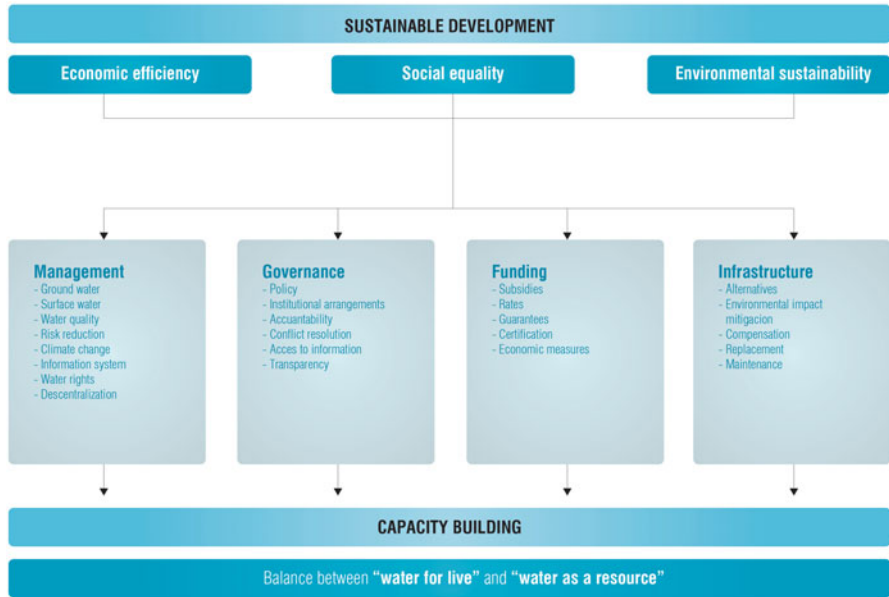 SUSTAINABLE DEVELOPMENT
Economic efficiency
Social equality
Environmental sustainability
Management
- Ground water
- Surface water
- Water quality
- Risk reduction
- Climate change
- Information system
- Water rights
- Descentralization
Governance
- Policy
- Institutional arrangements
- Accuantability
- Conflict resolution
- Acces to information
- Transparency
Funding
- Subsidies
- Rates
- Guarantees
- Certification
- Economic measures
Infrastructure
- Alternatives
- Environmental impact
mitigacion
- Compensation
- Replacement
- Maintenance
CAPACITY BUILDING
Balance between “water for live” and “water as a resource”